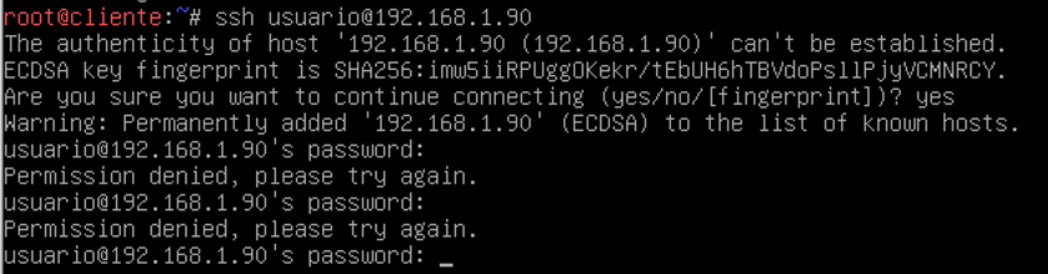 root@cliente:~# ssh usuario@192.168.1.90
The authenticity of host '192.168.1.90 (192.168.1.90)' can't be established.
ECDSA key fingerprint is SHA256:imw5iiRPUggOKekr/tEbUH6hTBVdoPsllPjyVCMNRCY.
Are you sure you want to continue connecting (yes/no/[fingerprint])? yes
Warning: Permanently added '192.168.1.90' (ECDSA) to the list of known hosts.
usuario@192.168.1.90's password:
Permission denied, please try again.
usuario@192.168.1.90's password:
Permission denied, please try again.
usuario@192.168.1.90's password: _